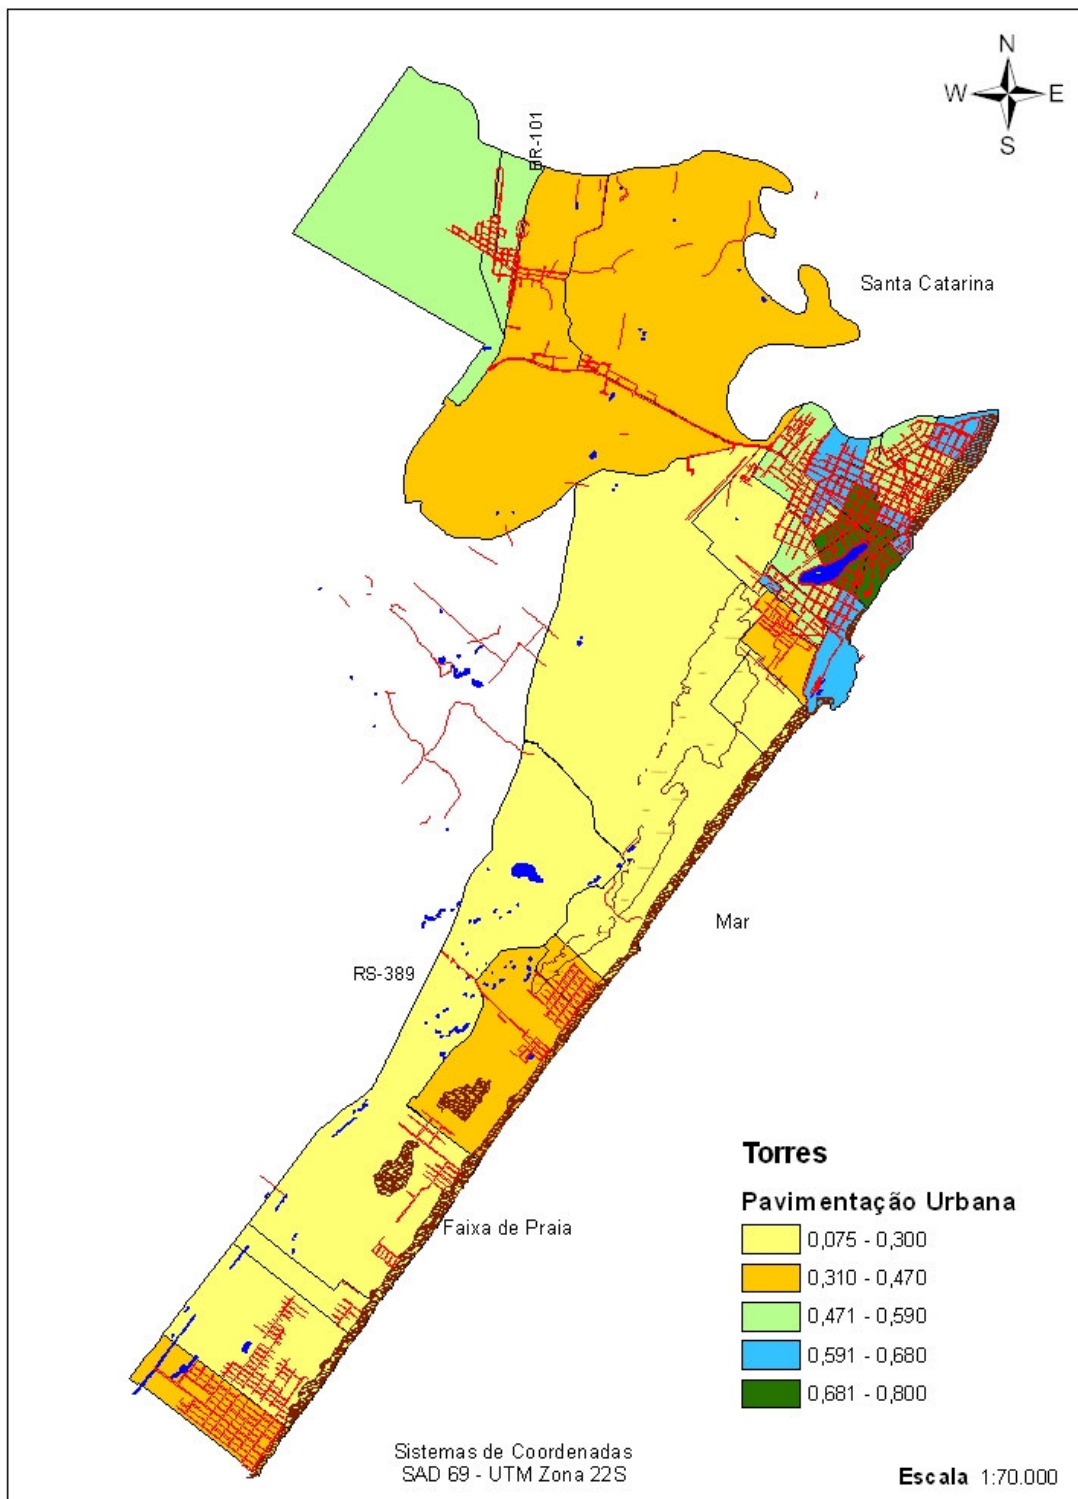 N
W E
S
BR-101
Santa Catarina
Mar
RS-389
Faixa de Praia
Torres
Pavimentação Urbana
0,075 - 0,300
0,310 - 0,470
0,471 - 0,590
0,591 - 0,680
0,681 - 0,800
Sistemas de Coordenadas
SAD 69 - UTM Zona 22S
Escala 1:70.000